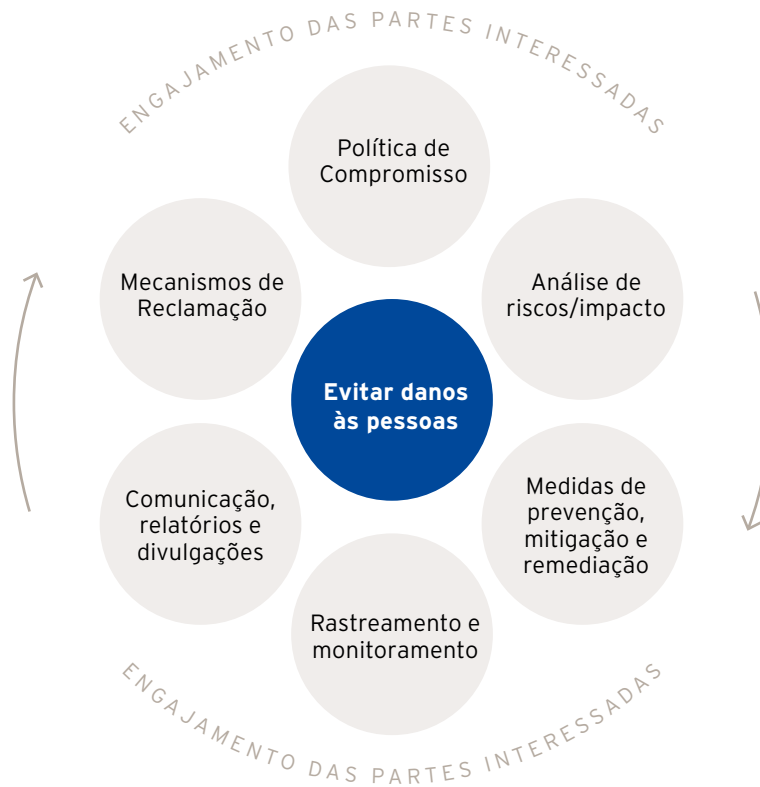 ENGAJAMENTO DAS PARTES INTERESSADAS
Política de
Compromisso
Mecanismos de
Reclamação
Análise de
riscos/impacto
Evitar danos
às pessoas
Comunicação,
relatórios e
divulgações
Medidas de
prevenção,
mitigação e
remediação
Rastreamento e
monitoramento
ENGAJAMENTO DAS PARTES INTERESSADAS